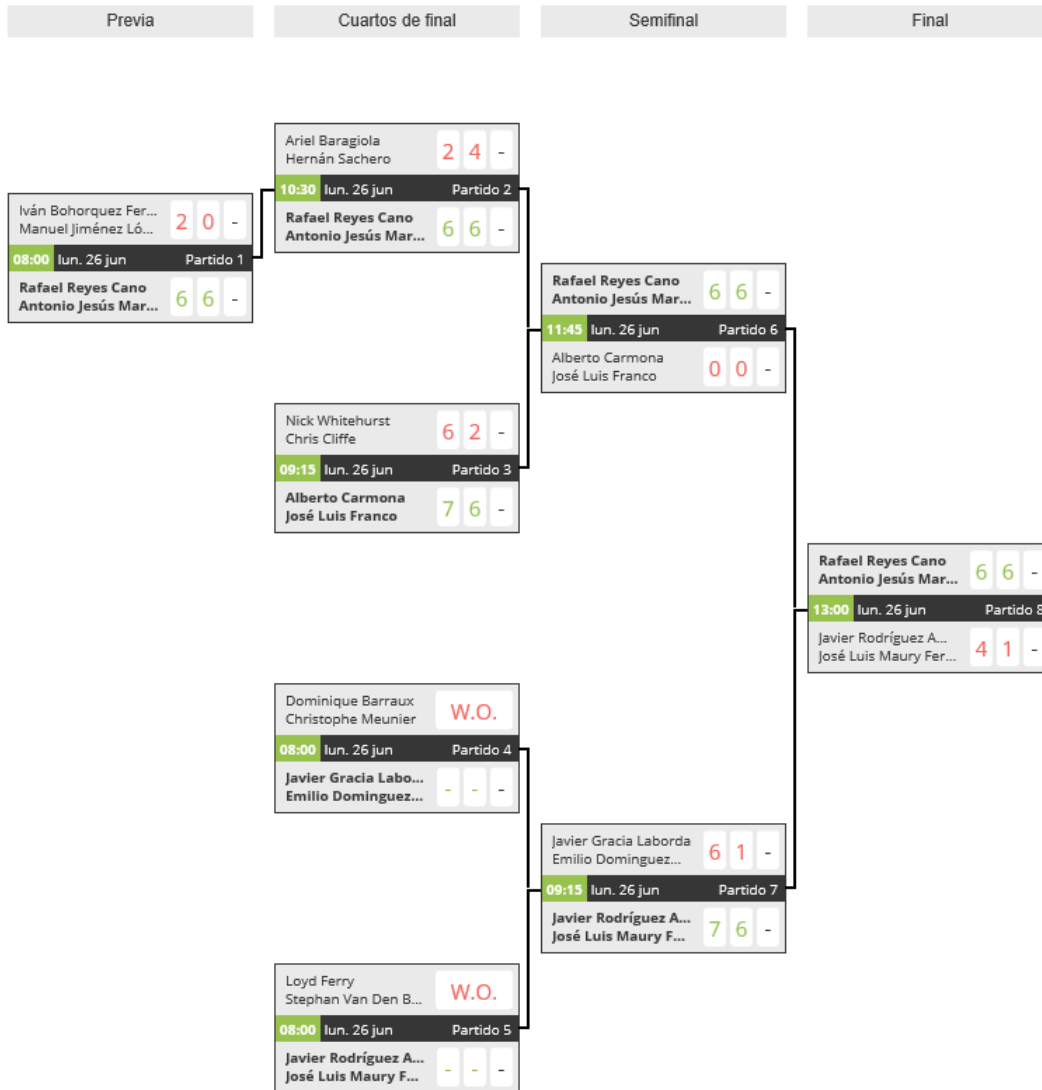 Previa
Cuartos de final
Semifinal
Final
Iván Bohorquez Fer... 2 0 -
Manuel Jiménez Ló...
08:00 lun. 26 jun Partido 1
Rafael Reyes Cano 6 6 -
Antonio Jesús Mar...
Ariel Baragiola 2 4 -
Hernán Sachero
10:30 lun. 26 jun Partido 2
Rafael Reyes Cano 6 6 -
Antonio Jesús Mar...
Nick Whitehurst 6 2 -
Chris Cliffe
09:15 lun. 26 jun Partido 3
Alberto Carmona 7 6 -
José Luis Franco
Dominique Barraux W.O.
Christophe Meunier
08:00 lun. 26 jun Partido 4
Javier Gracia Labo... - - -
Emilio Dominguez...
Loyd Ferry W.O.
Stephan Van Den B...
08:00 lun. 26 jun Partido 5
Javier Rodríguez A... - - -
José Luis Maury F...
Rafael Reyes Cano 6 6 -
Antonio Jesús Mar...
11:45 lun. 26 jun Partido 6
Alberto Carmona 0 0 -
José Luis Franco
Javier Gracia Laborda 6 1 -
Emilio Dominguez...
09:15 lun. 26 jun Partido 7
Javier Rodríguez A... 7 6 -
José Luis Maury F...
Rafael Reyes Cano 6 6 -
Antonio Jesús Mar...
13:00 lun. 26 jun Partido 8
Javier Rodríguez A... 4 1 -
José Luis Maury Fer...